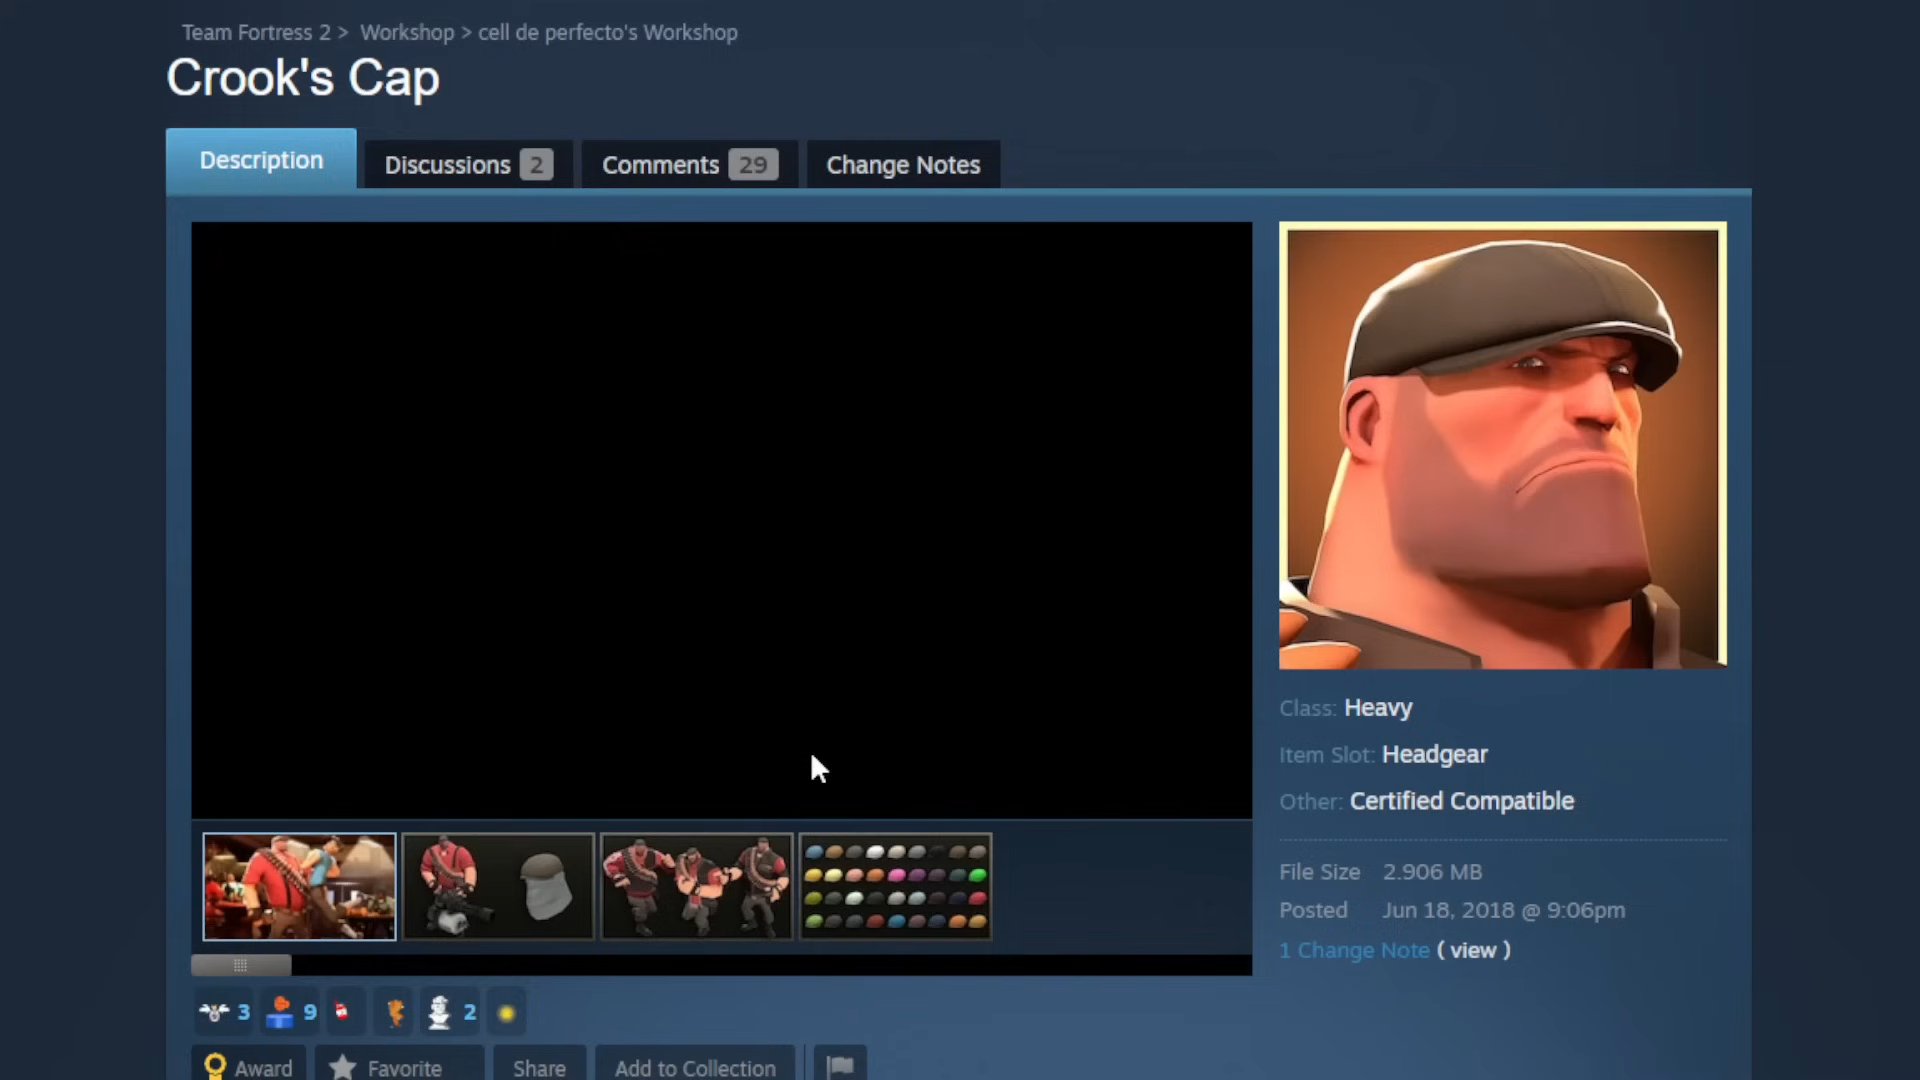 Team Fortress 2 > Workshop > cell de perfecto's Workshop
Crook's Cap
Description
Discussions 2
Comments 29
Change Notes
Class: Heavy
Item Slot: Headgear
Other: Certified Compatible
File Size 2.906 MB
Posted Jun 18, 2018 @ 9:06pm
1 Change Note ( view )
3
9
2
Award
Favorite
Share
Add to Collection